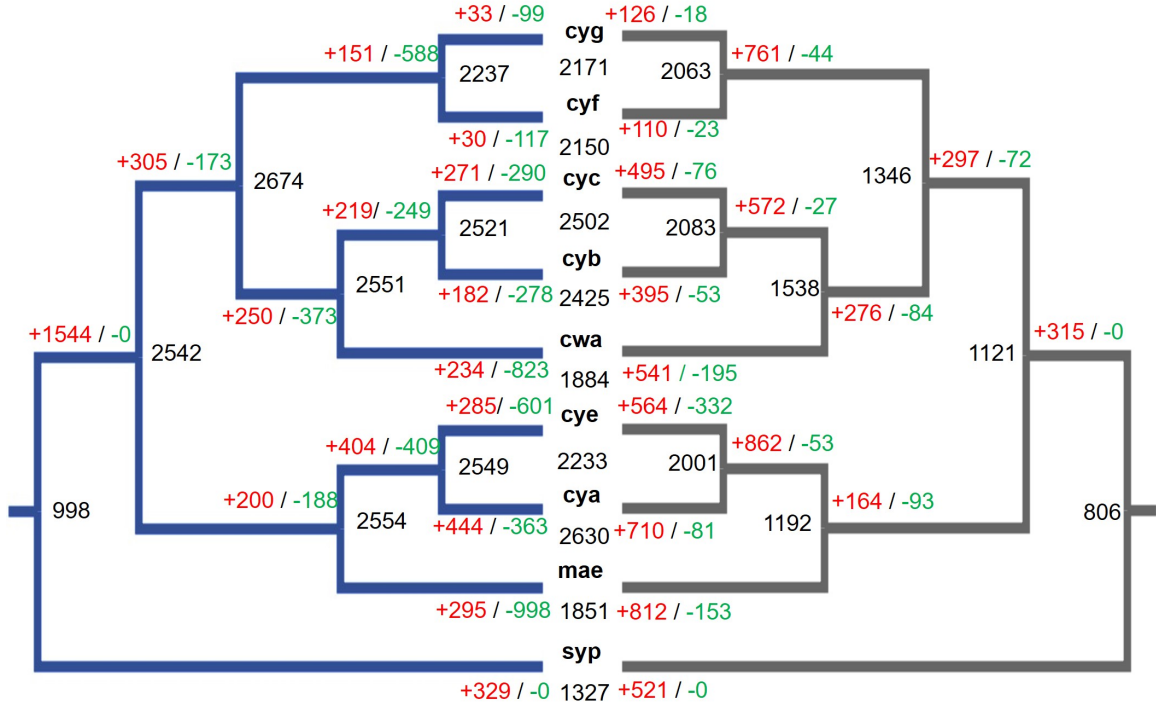 +33 / -99
cyg
+126 / -18
+151 / -588
2237
2171
2063
+761 / -44
cyf
+30 / -117
2150
+110 / -23
+305 / -173
2674
+271 / -290
cyc
+495 / -76
1346
+297 / -72
+219/ -249
2521
2502
2083
+572 / -27
cyb
2551
1538
+182 / -278
2425
+395 / -53
+250 / -373
+276 / -84
+1544 / -0
2542
cwa
1121
+315 / -0
+234 / -823
1884
+541 / -195
+285/ -601
cye
+564 / -332
+404 / -409
2549
2233
2001
+862 / -53
+200 / -188
cya
+164 / -93
998
2554
+444 / -363
2630
+710 / -81
1192
806
mae
+295 / -998
1851
+812 / -153
syp
+329 / -0
1327
+521 / -0